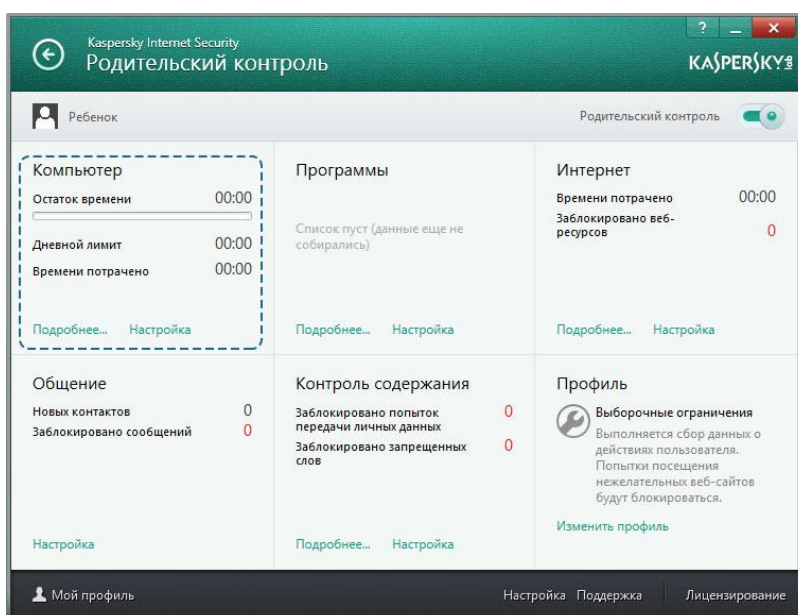 ?
Kaspersky Internet Security
Родительский контроль
KASPERSKY
Ребенок
Родительский контроль
Компьютер
Остаток времени 00:00
Дневной лимит 00:00
Времени потрачено 00:00
Подробнее... Настройка
Программы
Список пуст (данные еще не
собирались)
Подробнее... Настройка
Интернет
Времени потрачено 00:00
Заблокировано веб-
ресурсов 0
Подробнее... Настройка
Общение
Новых контактов 0
Заблокировано сообщений 0
Настройка
Контроль содержания
Заблокировано попыток 0
передачи личных данных
Заблокировано запрещенных 0
слов
Подробнее... Настройка
Профиль
Выборочные ограничения
Выполняется сбор данных о
действиях пользователя.
Попытки посещения
нежелательных веб-сайтов
будут блокироваться.
Изменить профиль
Мой профиль
Настройка Поддержка Лицензирование